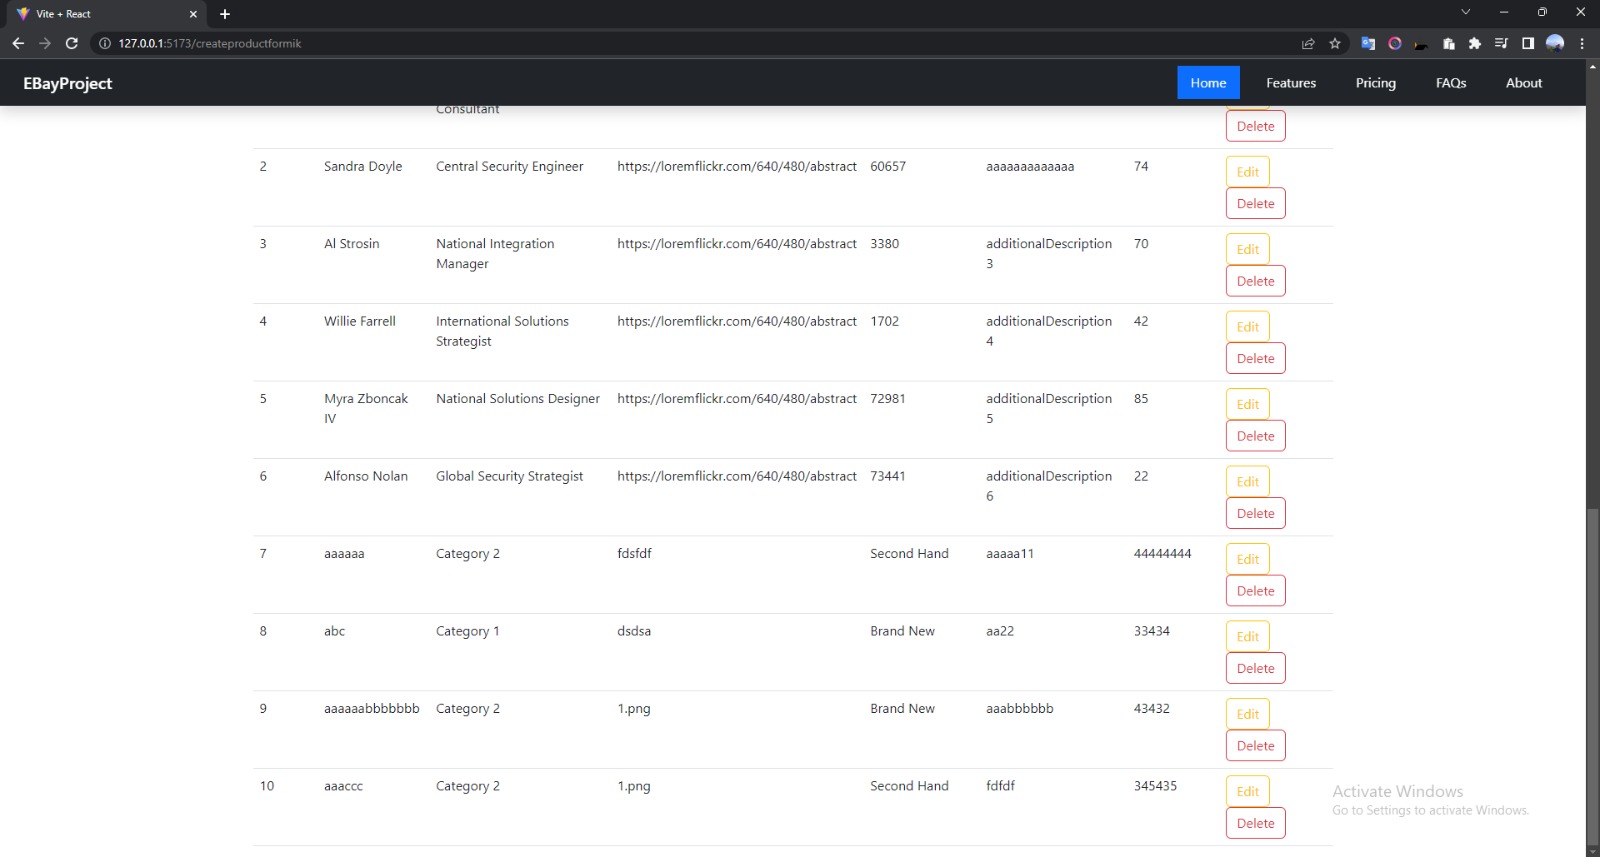 Vite + React
127.0.0.1:5173/createproductformik
EBayProject
Home Features Pricing FAQs About
Consultant
Delete
2 Sandra Doyle Central Security Engineer https://loremflickr.com/640/480/abstract 60657 aaaaaaaaaaaaa 74 Edit
Delete
3 Al Strosin National Integration https://loremflickr.com/640/480/abstract 3380 additionalDescription 70 Edit
Manager 3
Delete
4 Willie Farrell International Solutions https://loremflickr.com/640/480/abstract 1702 additionalDescription 42 Edit
Strategist 4
Delete
5 Myra Zboncak National Solutions Designer https://loremflickr.com/640/480/abstract 72981 additionalDescription 85 Edit
IV 5
Delete
6 Alfonso Nolan Global Security Strategist https://loremflickr.com/640/480/abstract 73441 additionalDescription 22 Edit
6
Delete
7 aaaaaa Category 2 fdsfdf Second Hand aaaaa11 44444444 Edit
Delete
8 abc Category 1 dsdsa Brand New aa22 33434 Edit
Delete
9 aaaaaabbbbbbb Category 2 1.png Brand New aaabbbbbb 43432 Edit
Delete
10 aaaccc Category 2 1.png Second Hand fdfdf 345435 Edit
Delete
Activate Windows
Go to Settings to activate Windows.